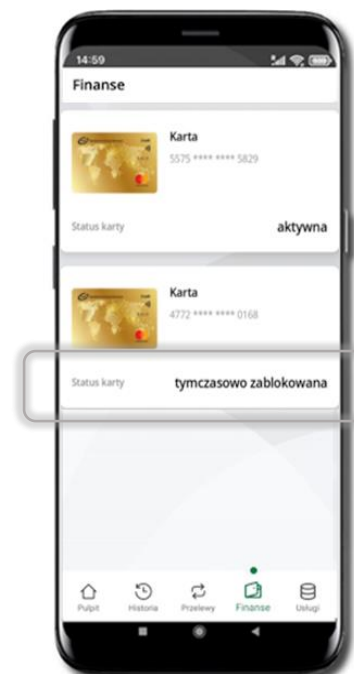 14:59
Finanse
Karta
5575 **** **** 5829
Status karty
aktywna
Karta
4772 **** **** 0168
Status karty
tymczasowo zablokowana
Pulpit
Historia
Przelewy
Finanse
Usługi